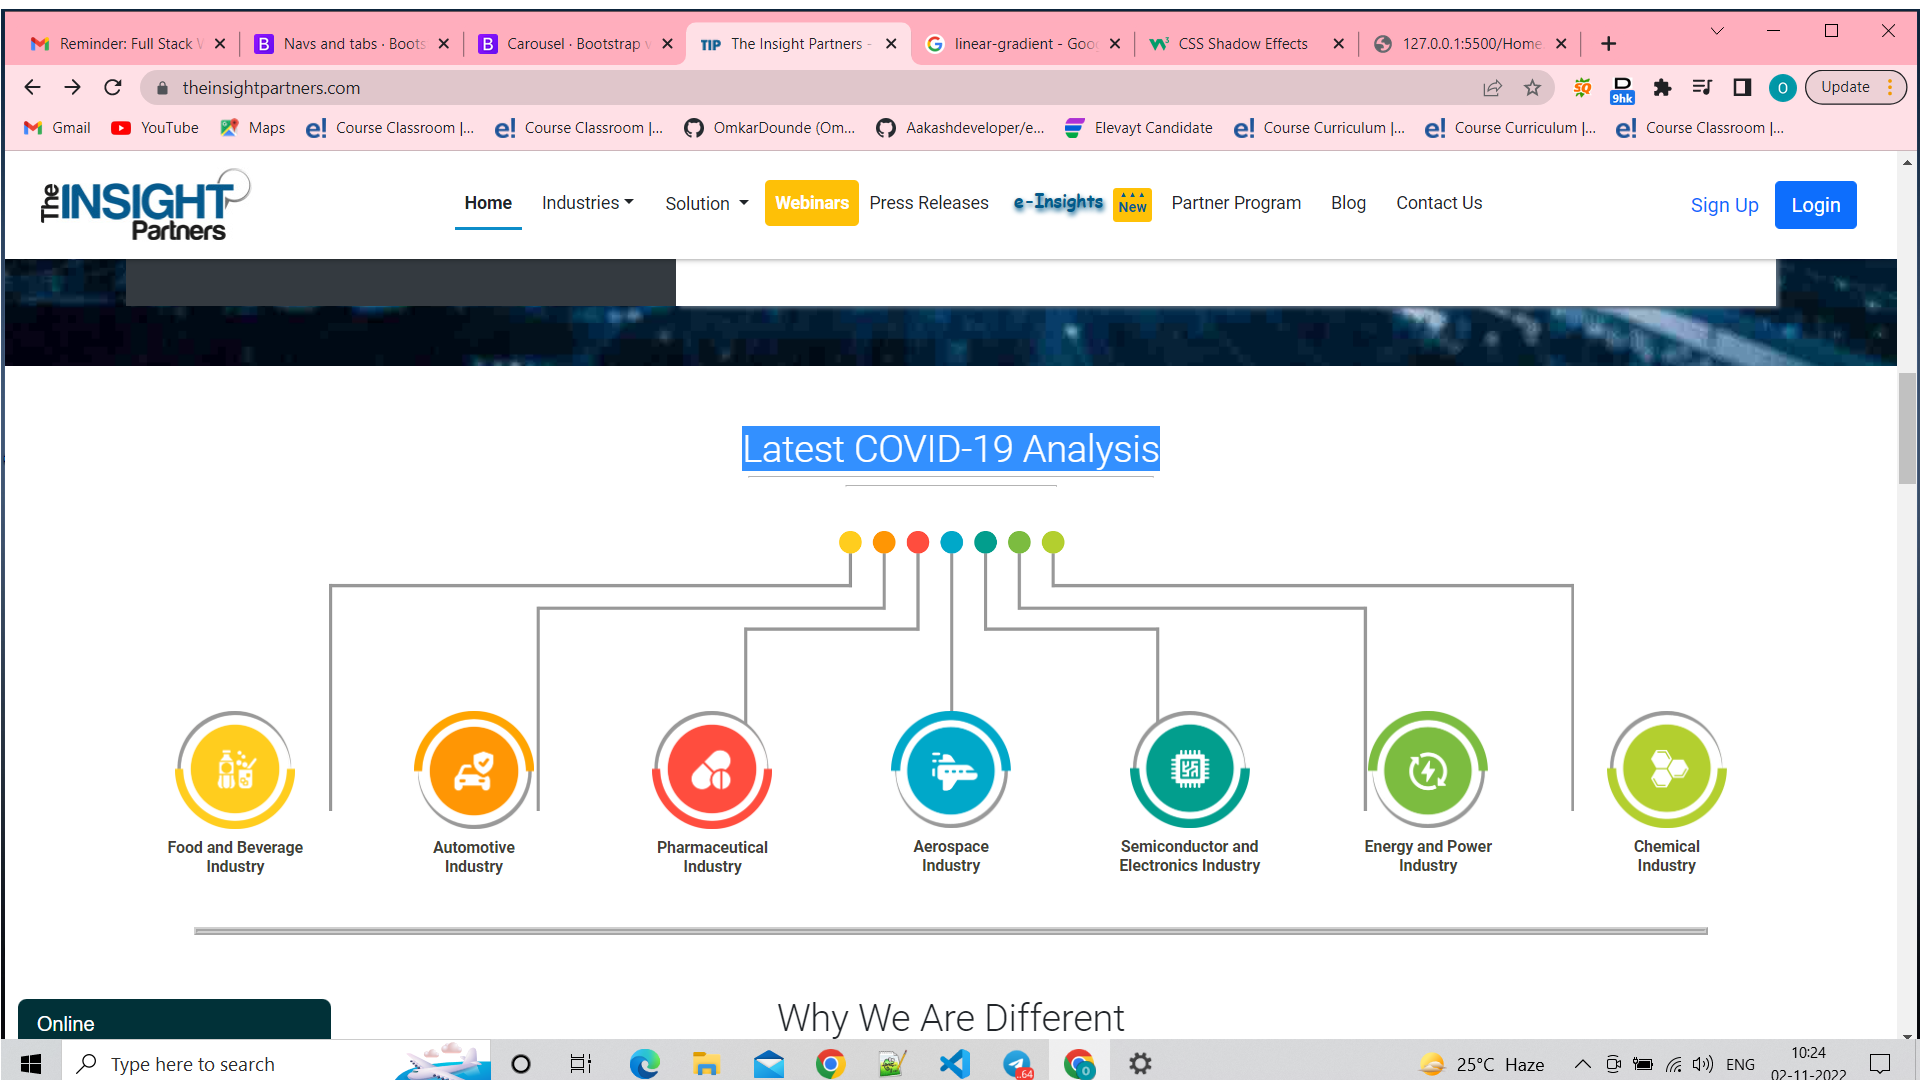 Reminder: Full Stack W
Navs and tabs · Boots
Carousel · Bootstrap v
TIP The Insight Partners -
linear-gradient - Goo
CSS Shadow Effects
127.0.0.1:5500/Home
theinsightpartners.com
SQ
9hk
O
Update
Gmail
YouTube
Maps
e! Course Classroom |...
e! Course Classroom |...
OmkarDounde (Om...
Aakashdeveloper/e...
Elevayt Candidate
e! Course Curriculum |...
e! Course Curriculum |...
e! Course Classroom |...
The INSIGHT
Partners
Home
Industries
Solution
Webinars
Press Releases
e-Insights
New
Partner Program
Blog
Contact Us
Sign Up
Login
Latest COVID-19 Analysis
Food and Beverage
Industry
Automotive
Industry
Pharmaceutical
Industry
Aerospace
Industry
Semiconductor and
Electronics Industry
Energy and Power
Industry
Chemical
Industry
Why We Are Different
Online
Type here to search
..64
25°C Haze
ENG
10:24
02-11-2022